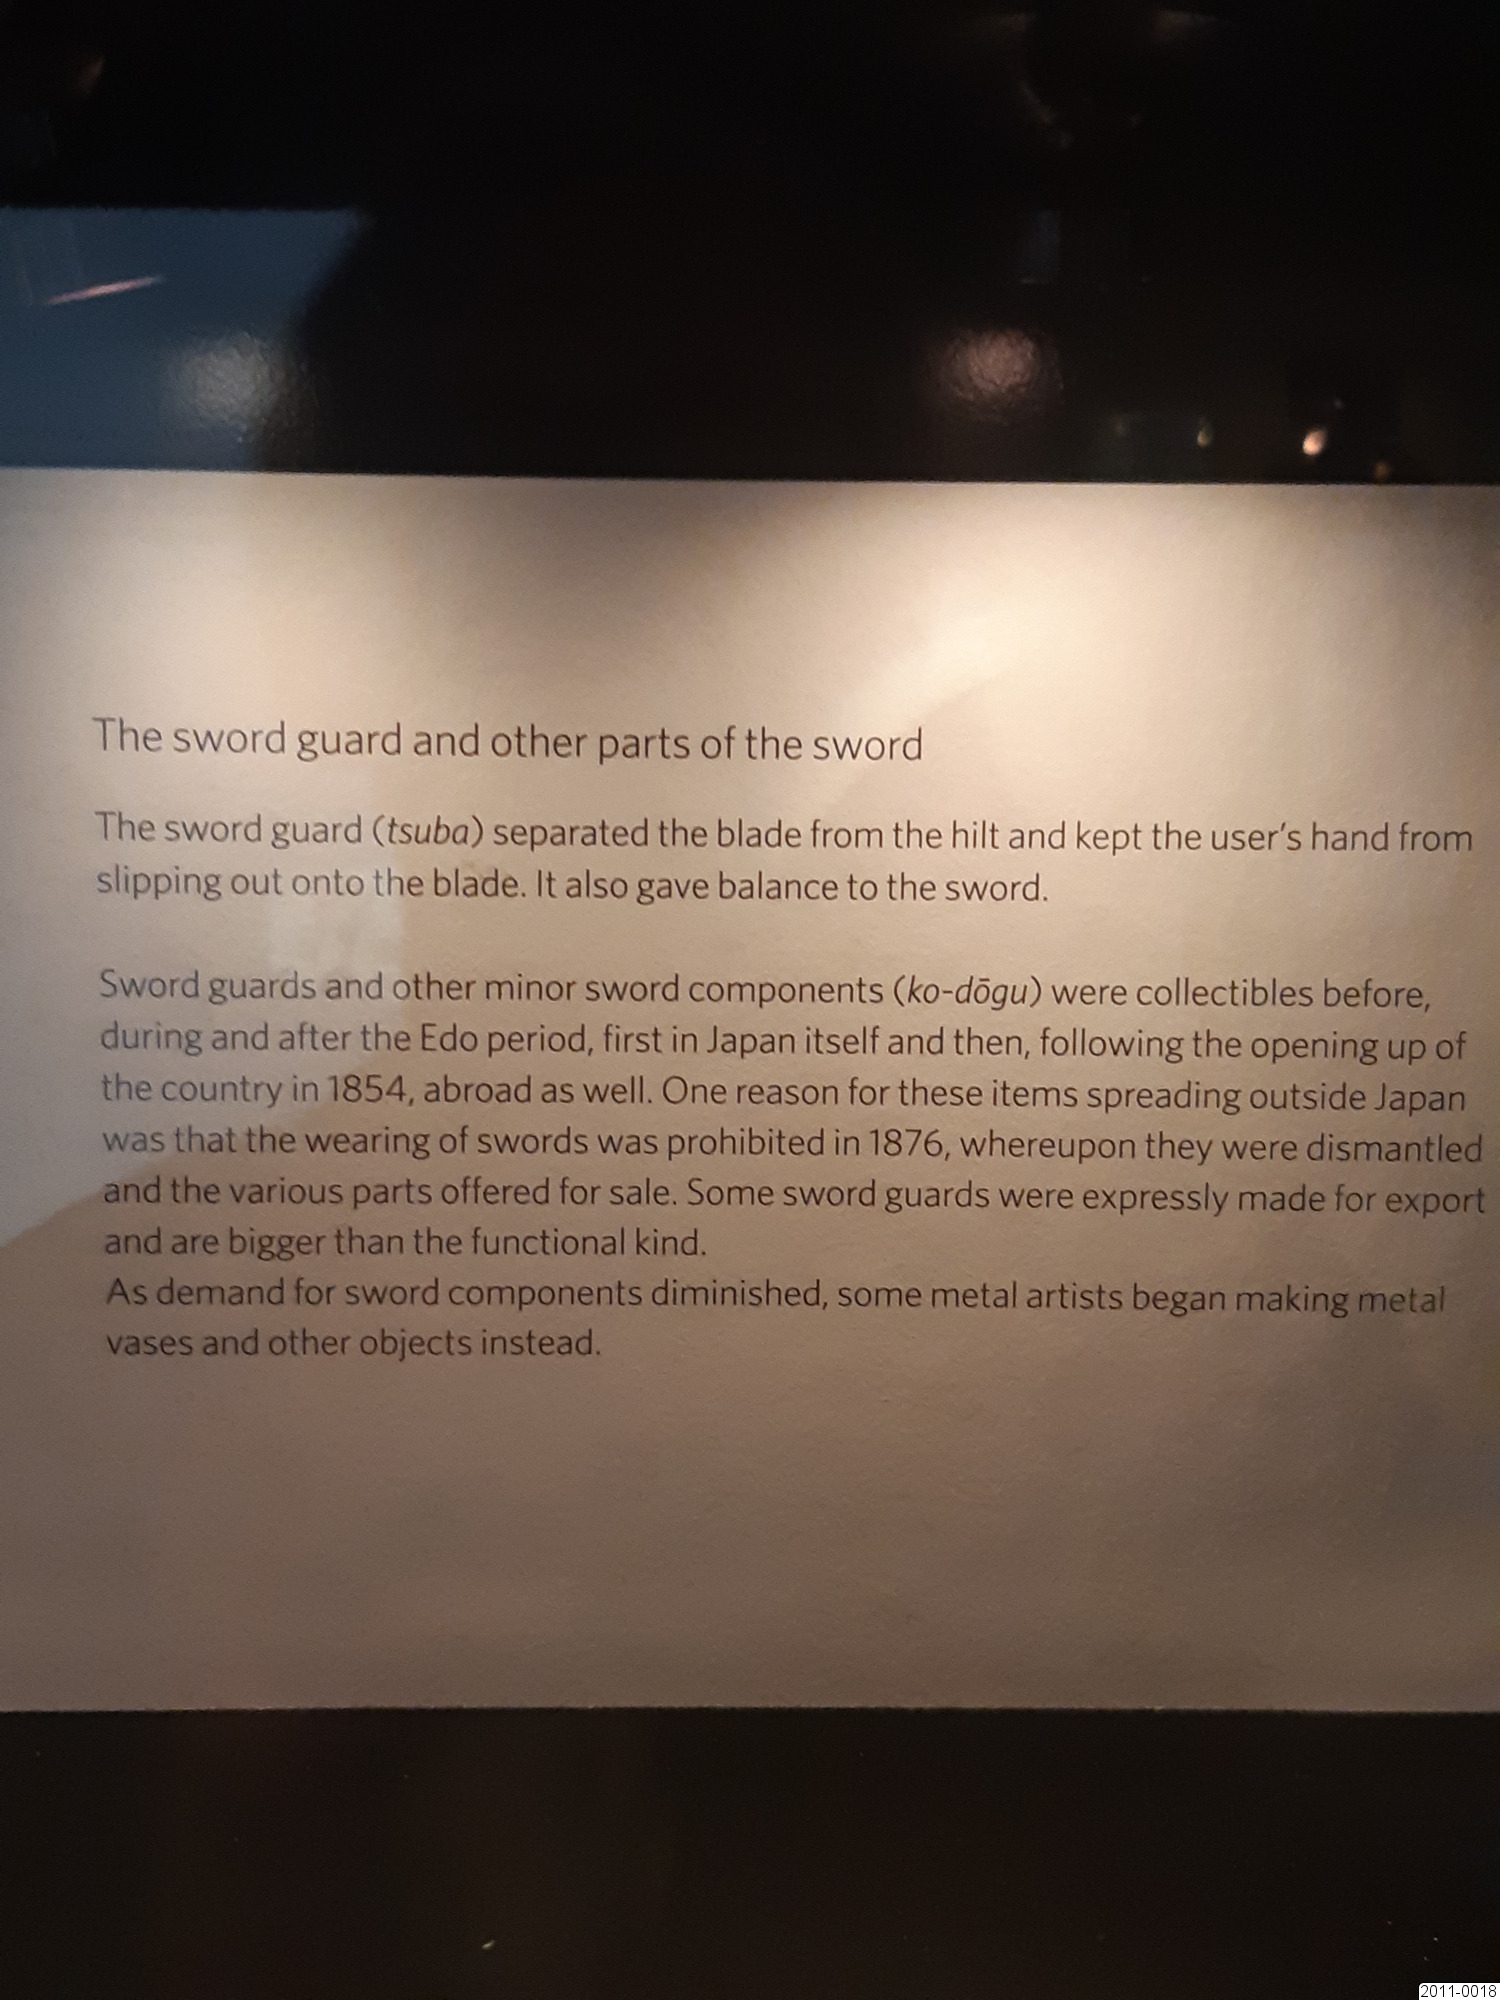 The sword guard and other parts of the sword
The sword guard (tsuba) separated the blade from the hilt and kept the user's hand from
slipping out onto the blade. It also gave balance to the sword.
Sword guards and other minor sword components (ko-dōgu) were collectibles before,
during and after the Edo period, first in Japan itself and then, following the opening up of
the country in 1854, abroad as well. One reason for these items spreading outside Japan
was that the wearing of swords was prohibited in 1876, whereupon they were dismantled
and the various parts offered for sale. Some sword guards were expressly made for export
and are bigger than the functional kind.
As demand for sword components diminished, some metal artists began making metal
vases and other objects instead.
2011-0018